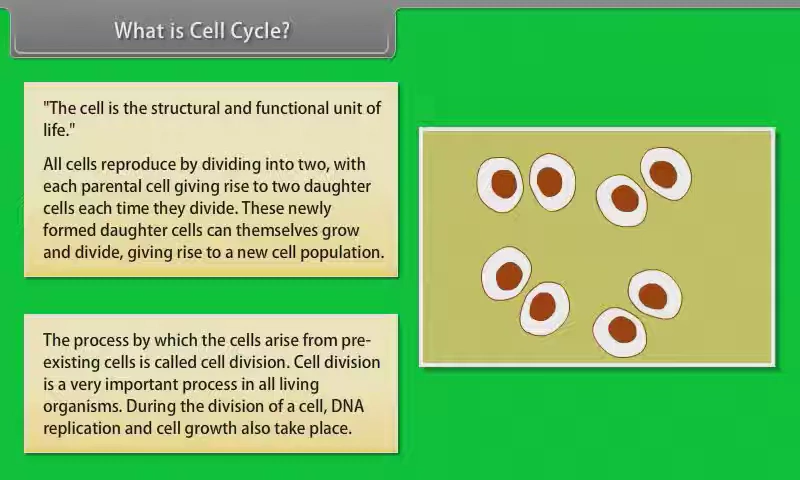 What is Cell Cycle?
"The cell is the structural and functional unit of
life."
All cells reproduce by dividing into two, with
each parental cell giving rise to two daughter
cells each time they divide. These newly
formed daughter cells can themselves grow
and divide, giving rise to a new cell population.
The process by which the cells arise from pre-
existing cells is called cell division. Cell division
is a very important process in all living
organisms. During the division of a cell, DNA
replication and cell growth also take place.